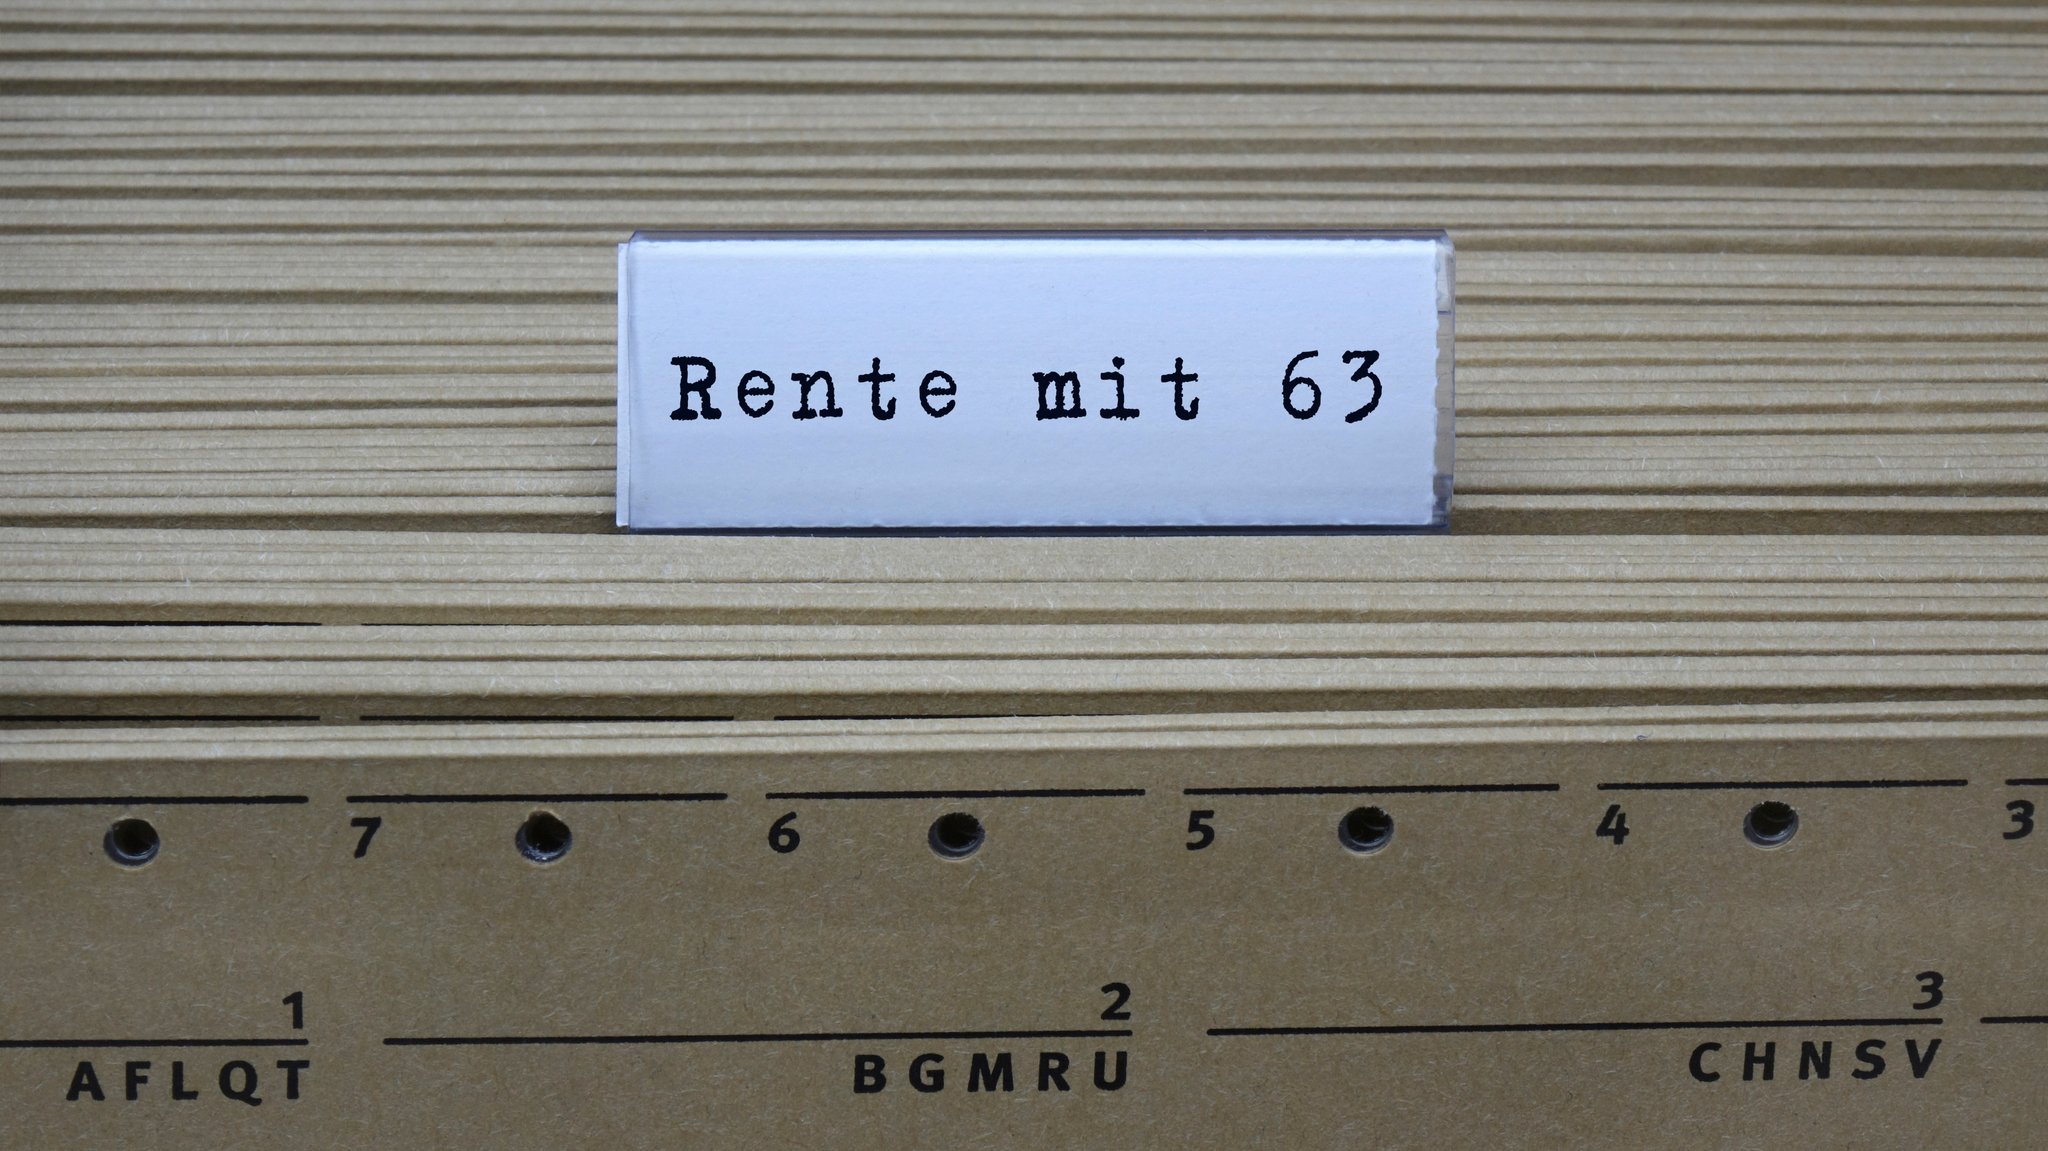 Rente mit 63
7 6 5 4 3
1 2 3
AFLQT BGMRU CHNSV